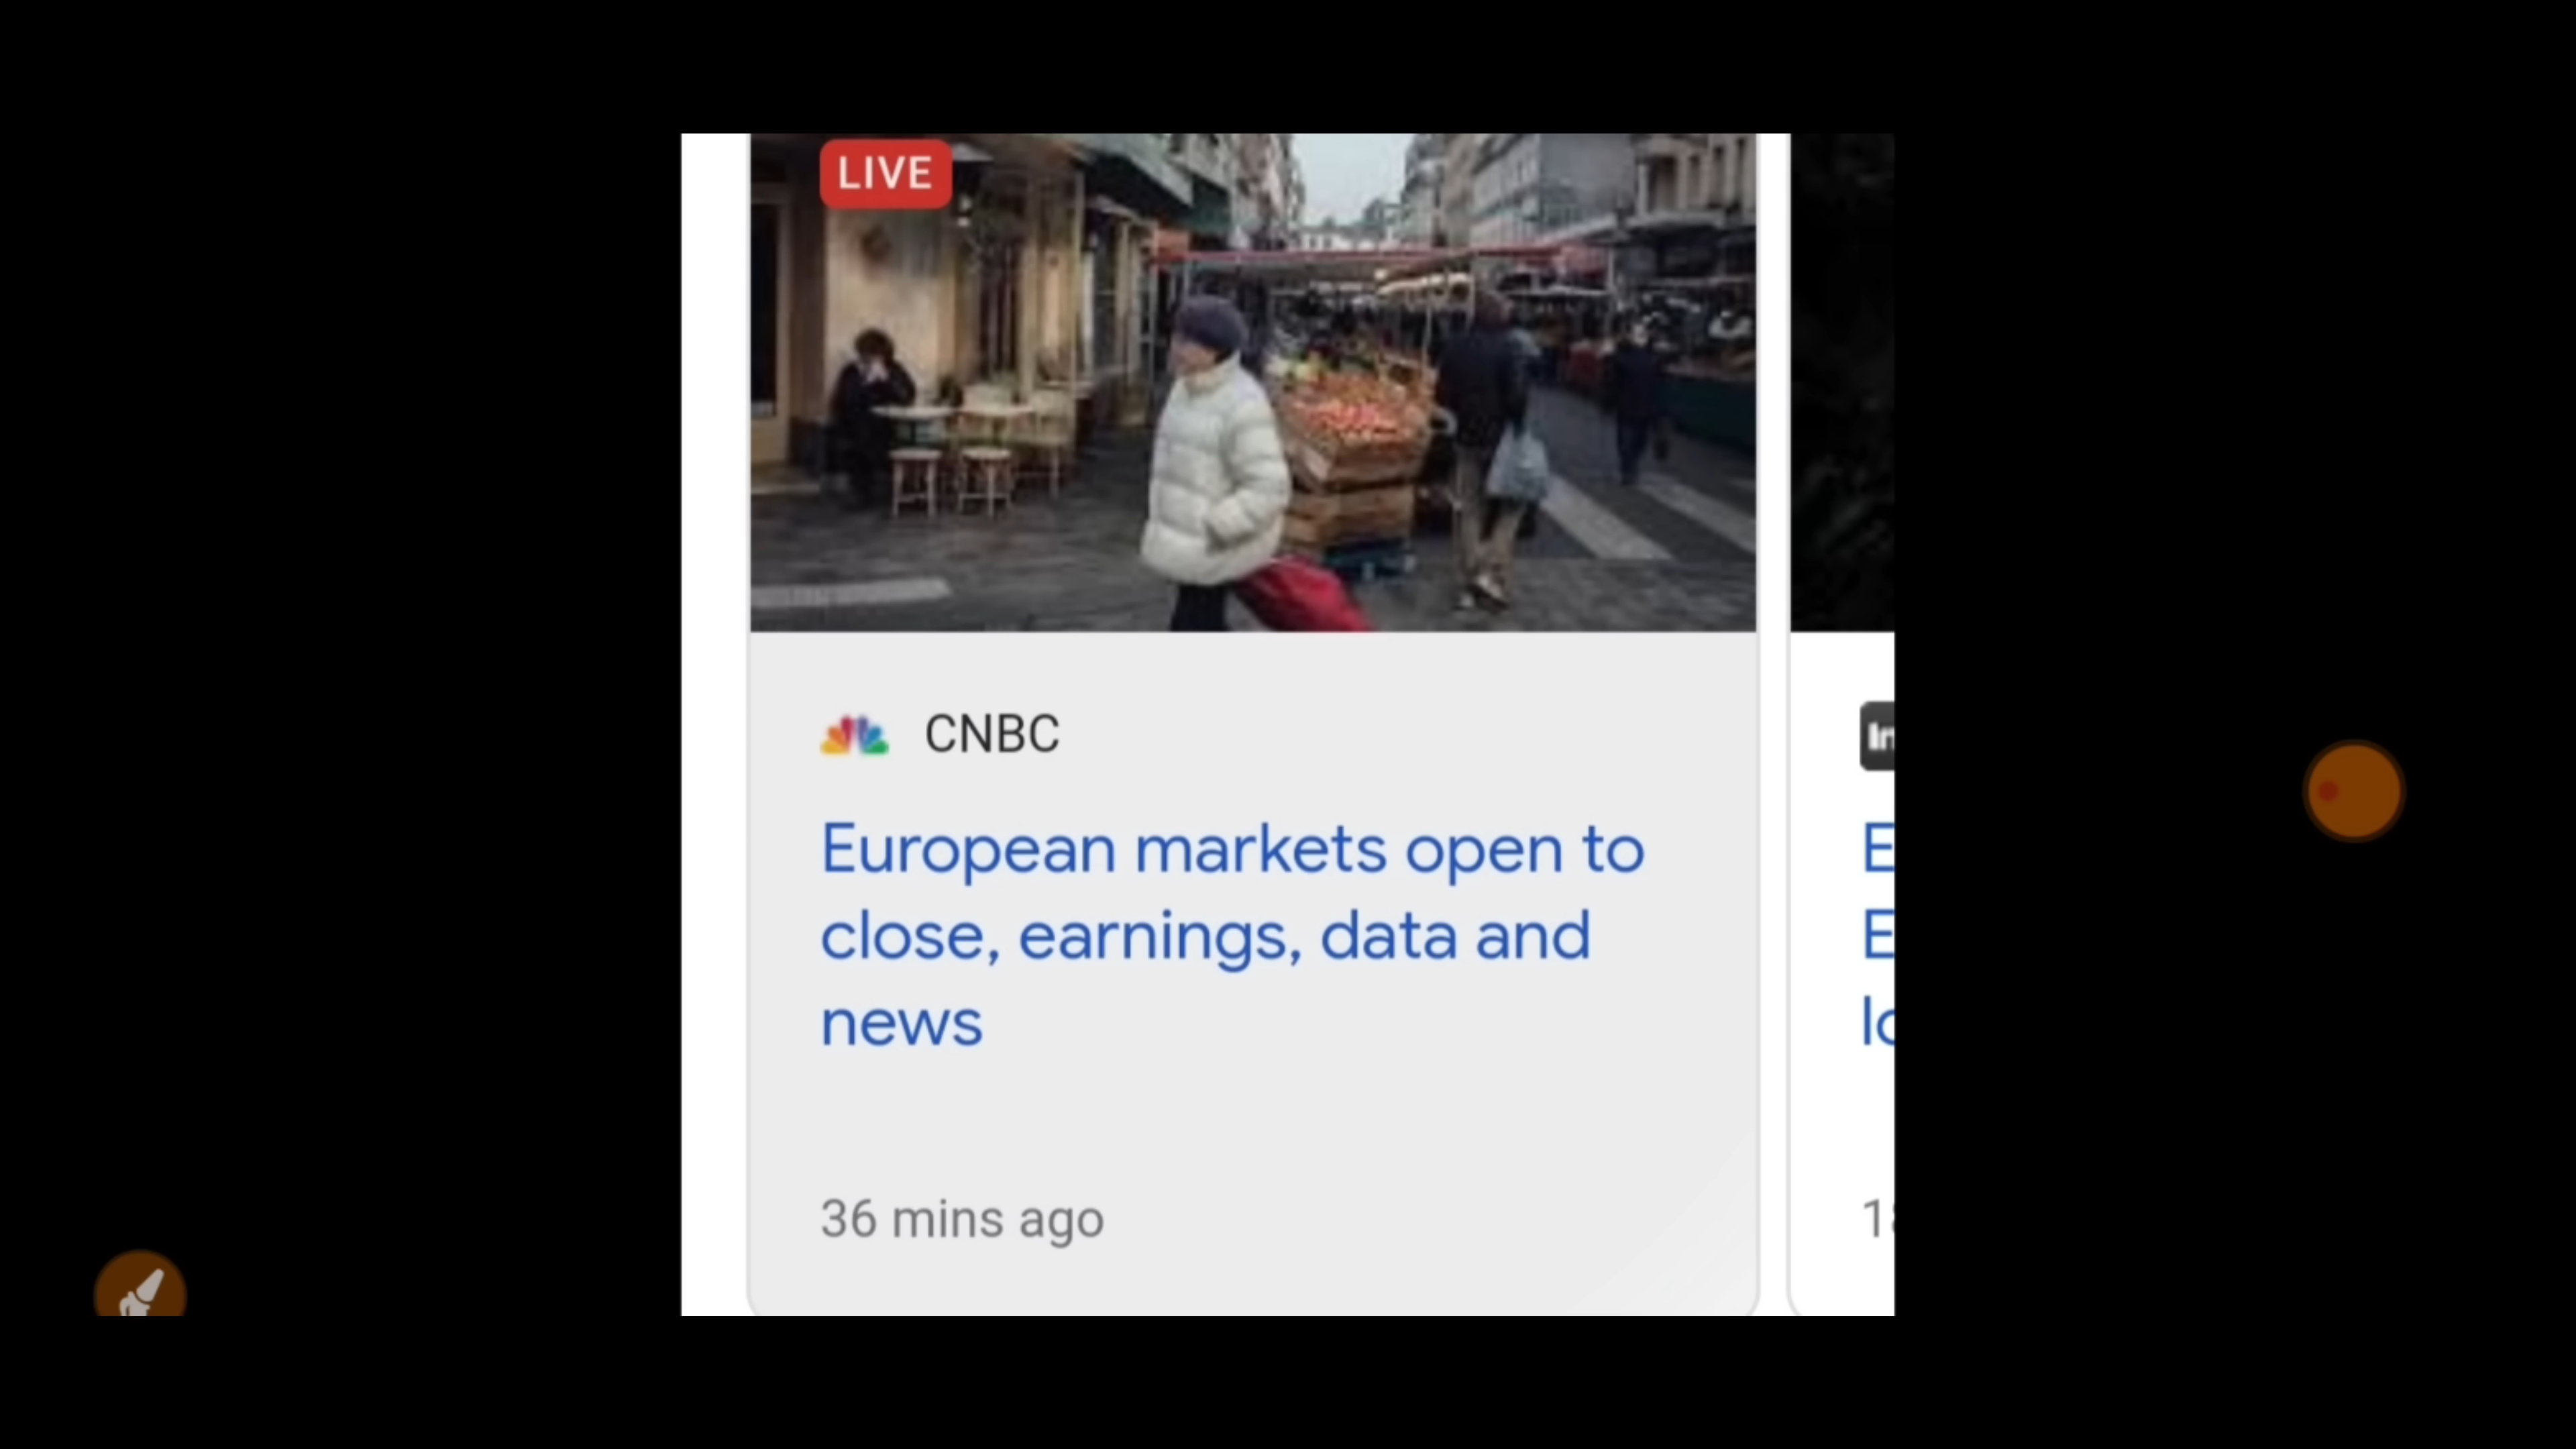 LIVE
CNBC
European markets open to
close, earnings, data and
news
36 mins ago